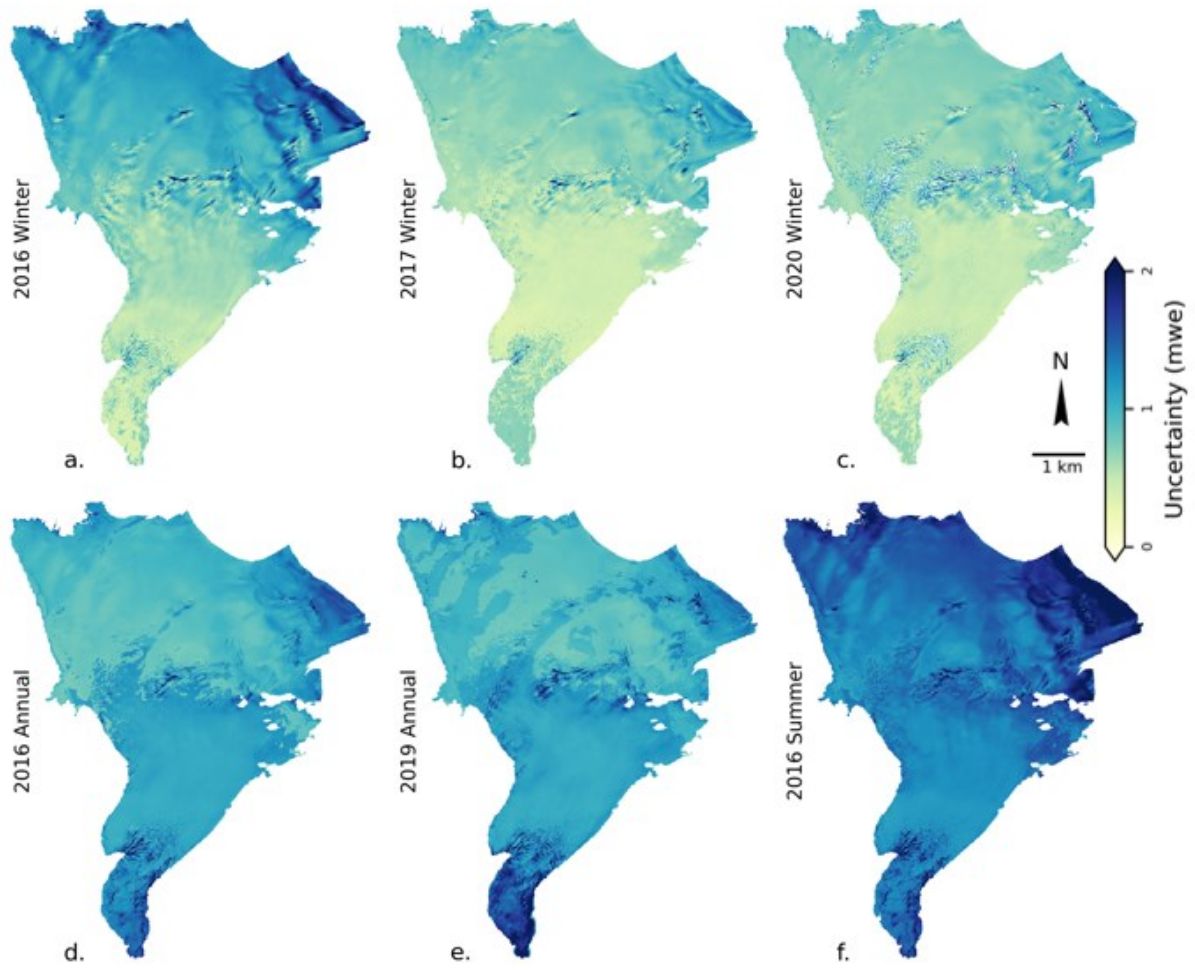 2016 Winter
a.
2017 Winter
b.
2020 Winter
c.
N
1 km
2
1
0
Uncertainty (mwe)
2016 Annual
d.
2019 Annual
e.
2016 Summer
f.